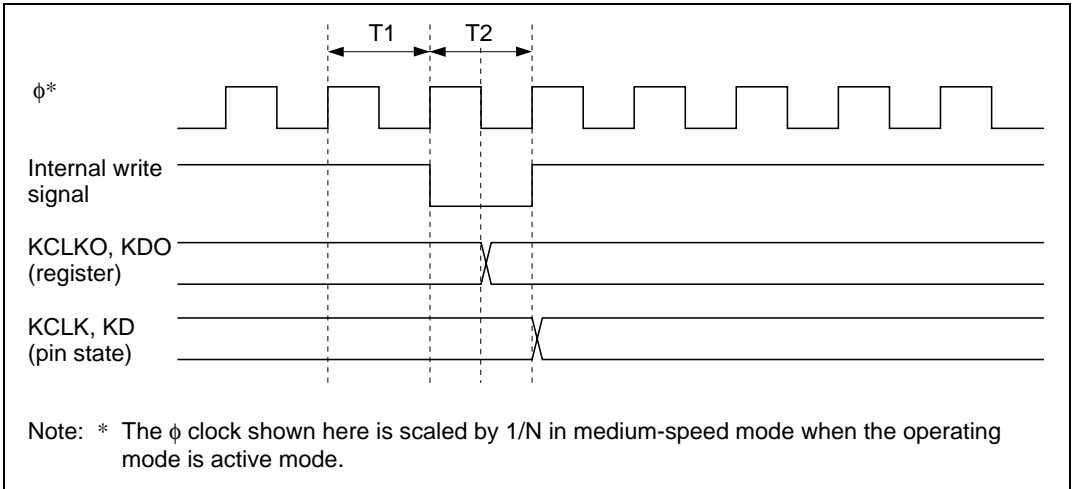 T1 T2
φ*
Internal write
signal
KCLKO, KDO
(register)
KCLK, KD
(pin state)
Note: * The φ clock shown here is scaled by 1/N in medium-speed mode when the operating
mode is active mode.